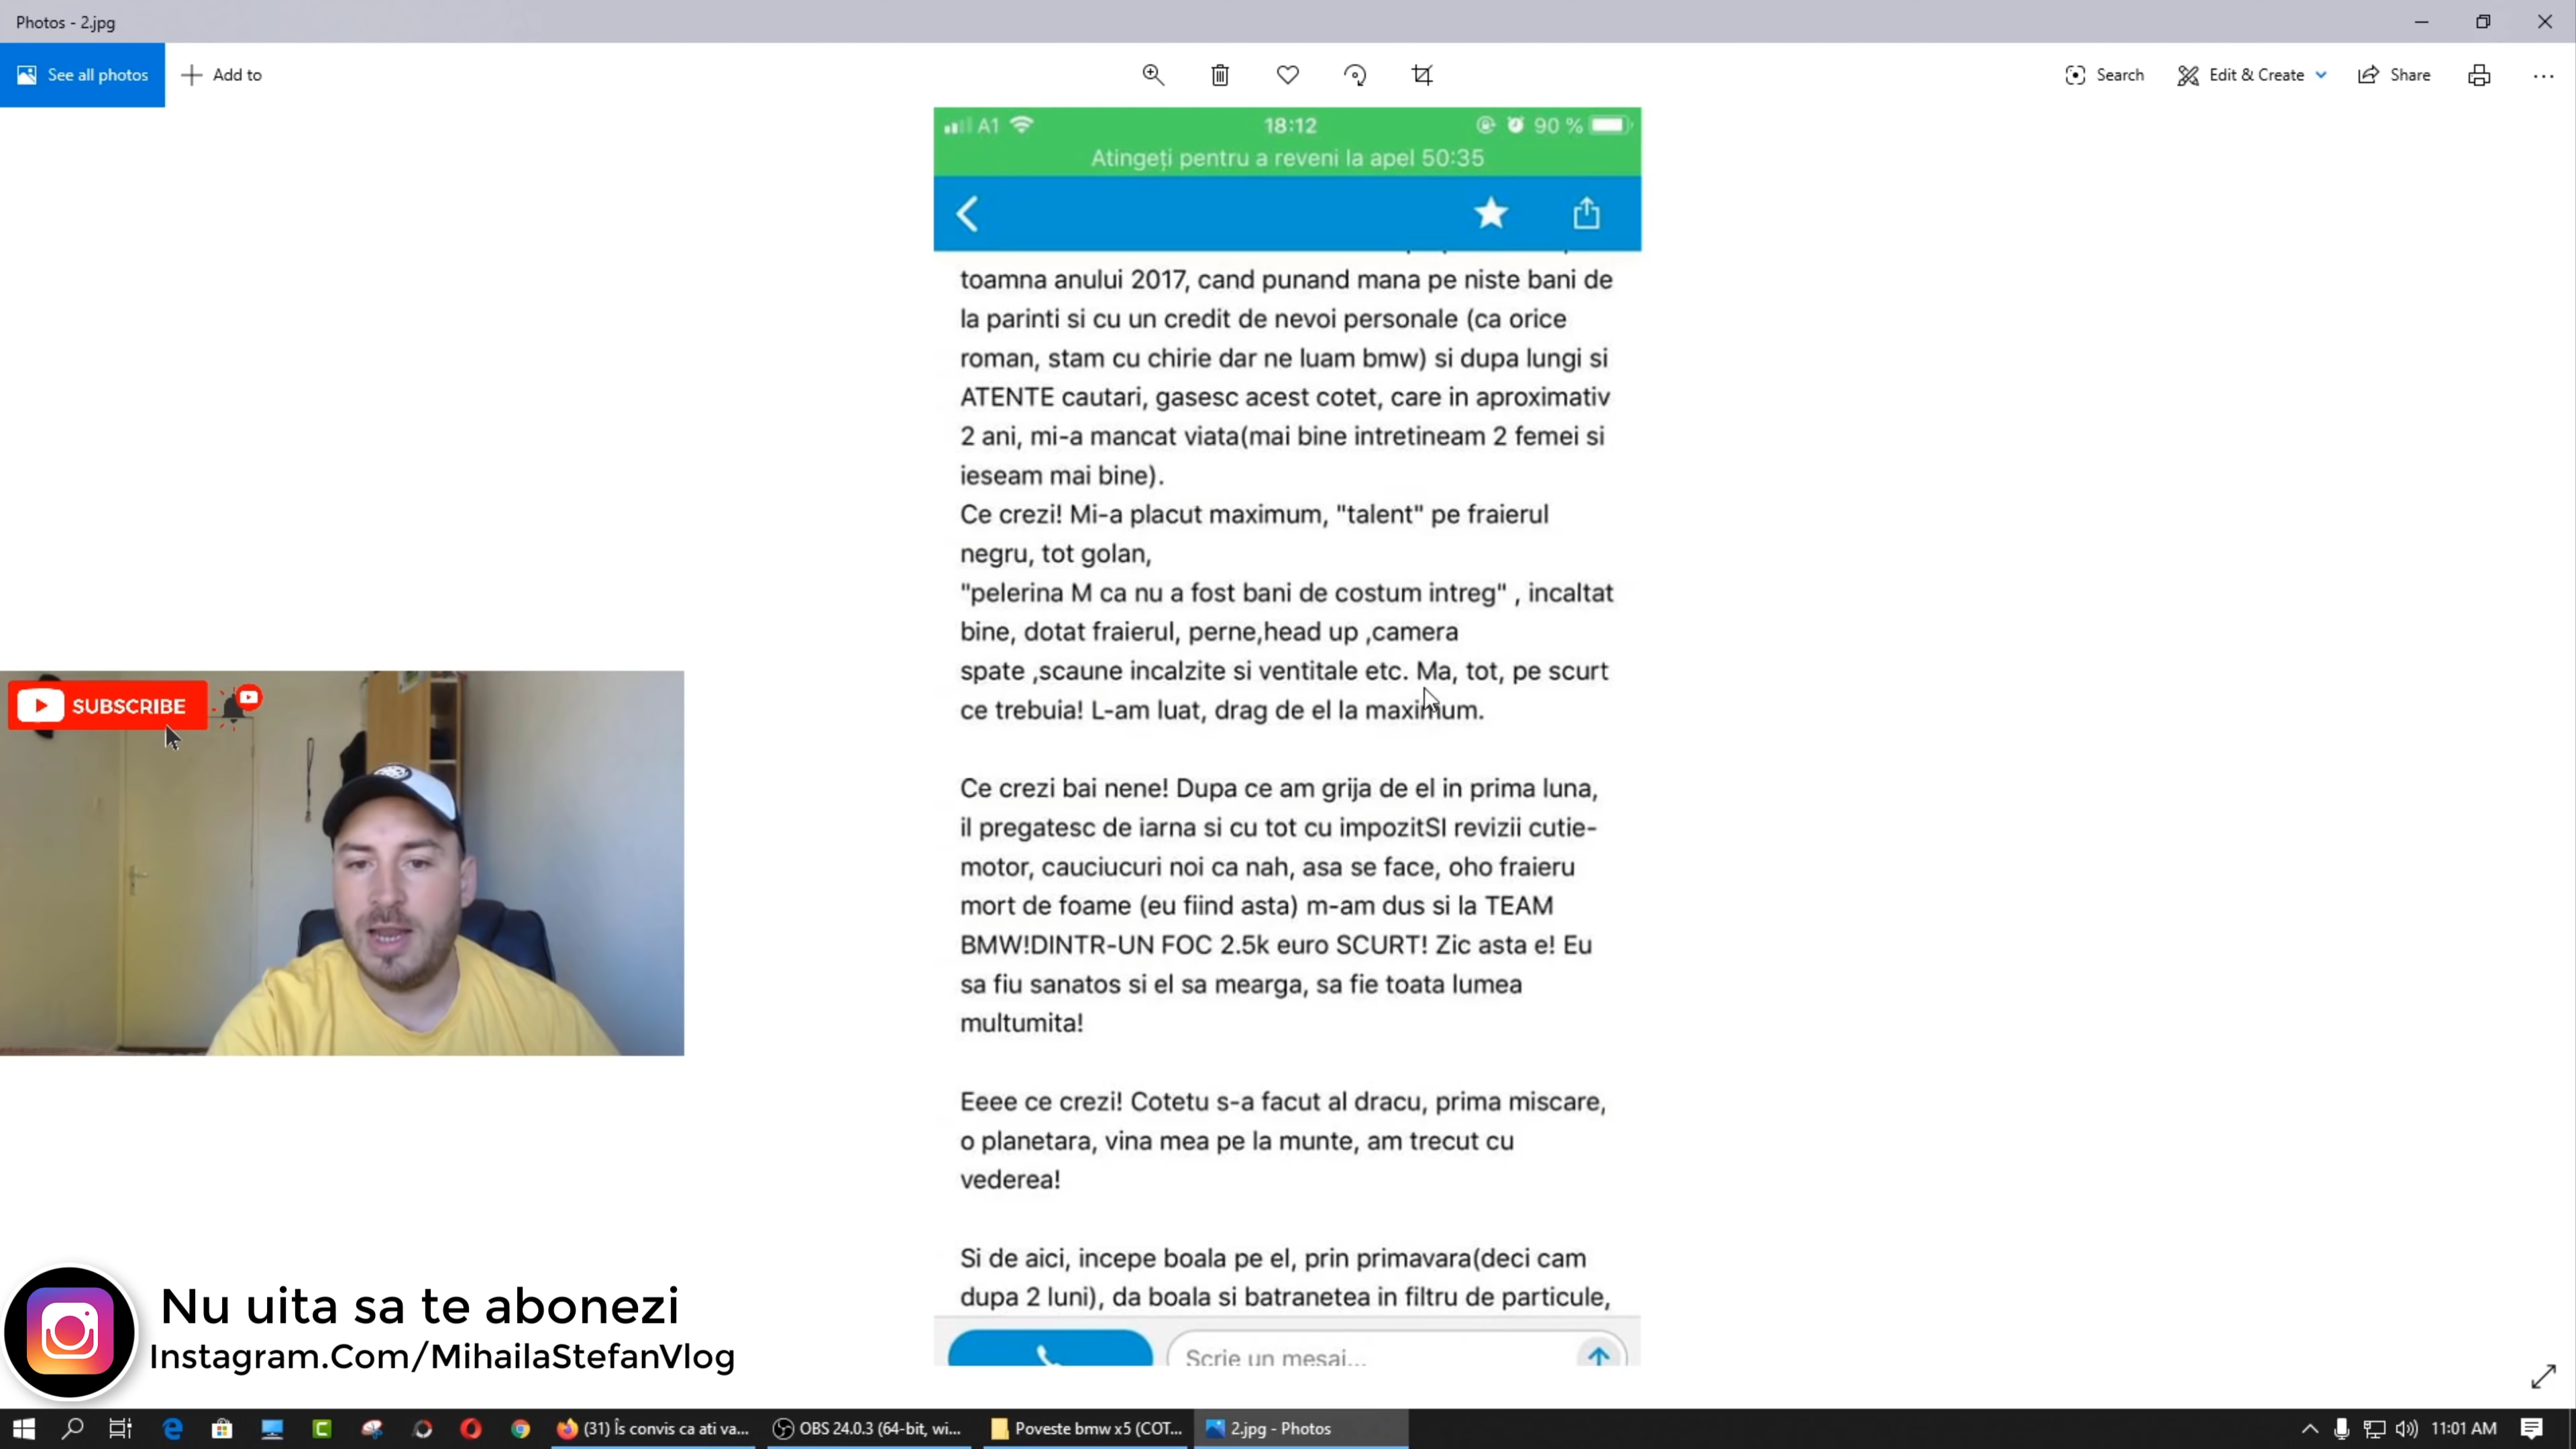 Photos - 2.jpg
See all photos
Add to
Search
Edit & Create
Share
A1
18:12
90 %
Atingeți pentru a reveni la apel 50:35
toamna anului 2017, cand punand mana pe niste bani de
la parinti si cu un credit de nevoi personale (ca orice
roman, stam cu chirie dar ne luam bmw) si dupa lungi si
ATENTE cautari, gasesc acest cotet, care in aproximativ
2 ani, mi-a mancat viata(mai bine intretineam 2 femei si
ieseam mai bine).
Ce crezi! Mi-a placut maximum, "talent" pe fraierul
negru, tot golan,
"pelerina M ca nu a fost bani de costum intreg" , incaltat
bine, dotat fraierul, perne,head up ,camera
spate ,scaune incalzite si ventitale etc. Ma, tot, pe scurt
ce trebuia! L-am luat, drag de el la maximum.
Ce crezi bai nene! Dupa ce am grija de el in prima luna,
il pregatesc de iarna si cu tot cu impozitSI revizii cutie-
motor, cauciucuri noi ca nah, asa se face, oho fraieru
mort de foame (eu fiind asta) m-am dus si la TEAM
BMW!DINTR-UN FOC 2.5k euro SCURT! Zic asta e! Eu
sa fiu sanatos si el sa mearga, sa fie toata lumea
multumita!
Eeee ce crezi! Cotetu s-a facut al dracu, prima miscare,
o planetara, vina mea pe la munte, am trecut cu
vederea!
Si de aici, incepe boala pe el, prin primavara(deci cam
dupa 2 luni), da boala si batranetea in filtru de particule,
Scrie un mesaj...
SUBSCRIBE
Nu uita sa te abonezi
Instagram.Com/MihailaStefanVlog
(31) Îs convis ca ati va...
OBS 24.0.3 (64-bit, wi...
Poveste bmw x5 (COT...
2.jpg - Photos
11:01 AM